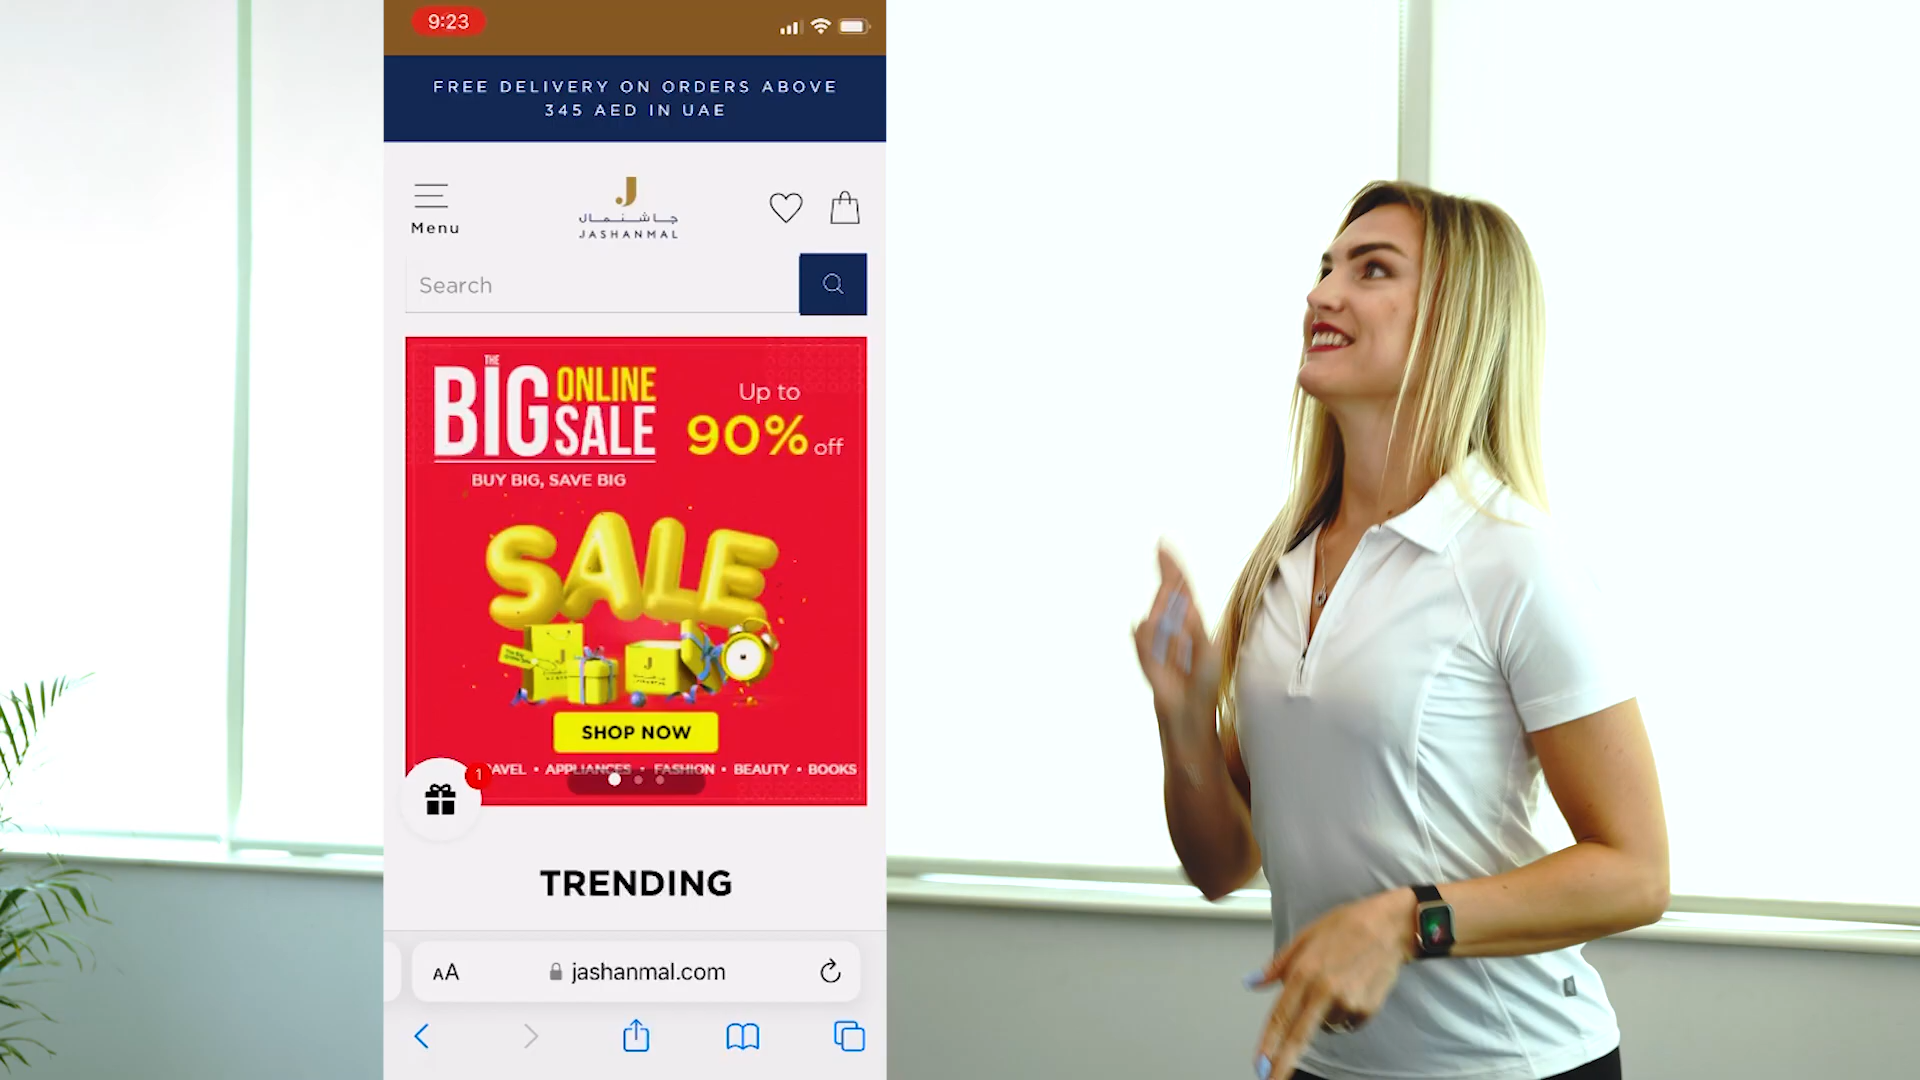 9:23
FREE DELIVERY ON ORDERS ABOVE
345 AED IN UAE
Menu
J
جاشنمال
JASHANMAL
Search
THE
BIG ONLINE SALE
Up to
90% off
BUY BIG, SAVE BIG
SALE
J
J
SHOP NOW
AVEL • APPLIANCES • FASHION • BEAUTY • BOOKS
1
TRENDING
AA
jashanmal.com